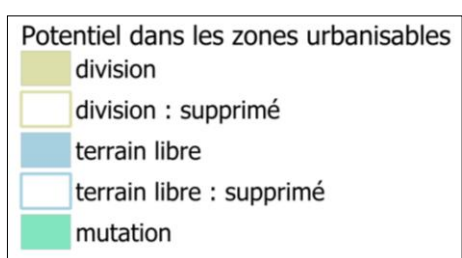 Potentiel dans les zones urbanisables
division
division : supprimé
terrain libre
terrain libre : supprimé
mutation